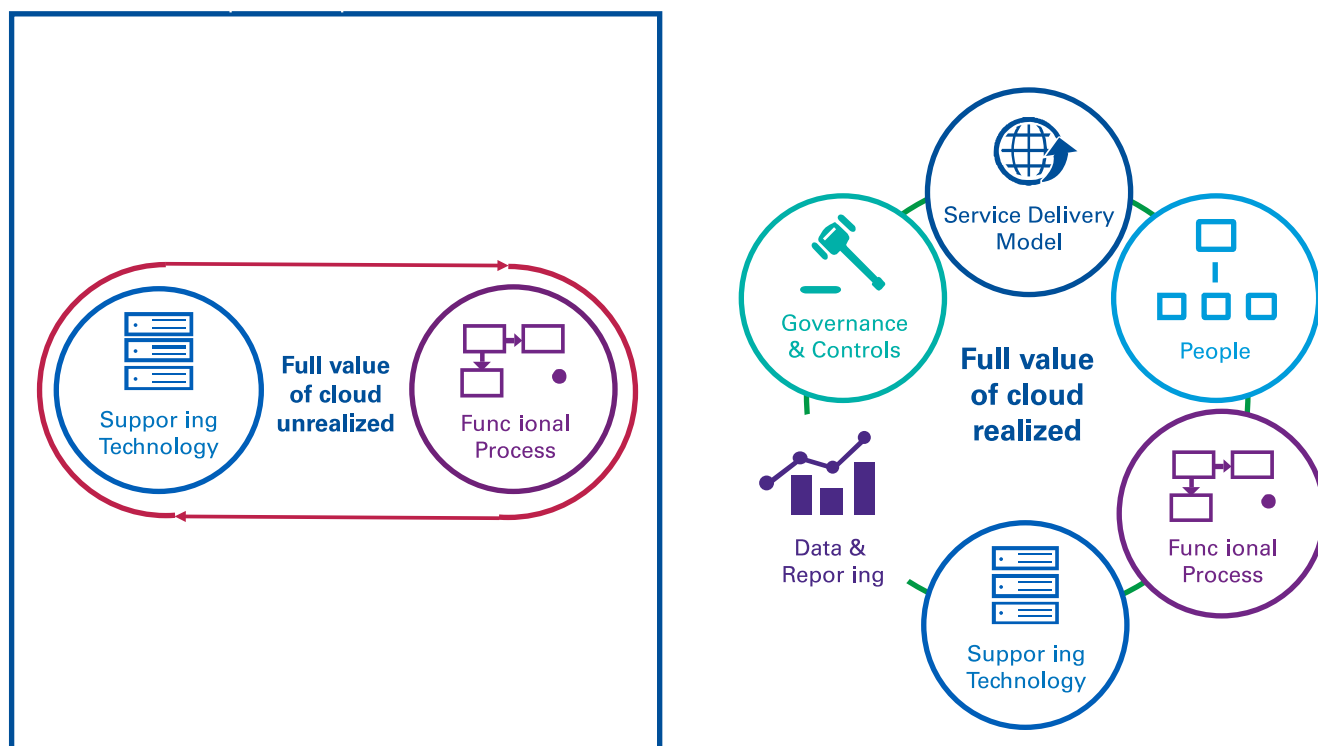 Suppor ing
Technology
Full value
of cloud
unrealized
Func ional
Process
Service Delivery
Model
Governance
& Controls
People
Full value
of cloud
realized
Data &
Repor ing
Func ional
Process
Suppor ing
Technology